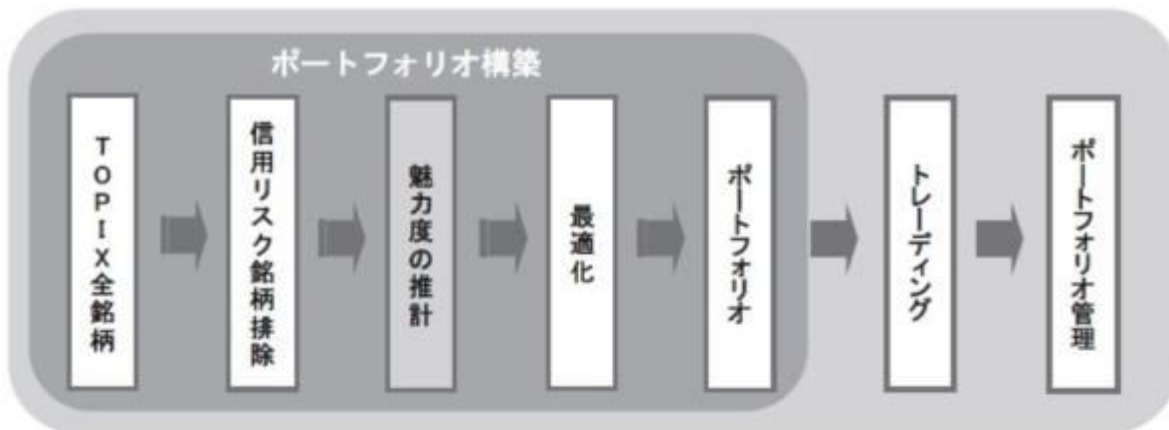 ポートフォリオ構築
TOPIX全銘柄
信用リスク銘柄排除
魅力度の推計
最適化
ポートフォリオ
トレーディング
ポートフォリオ管理